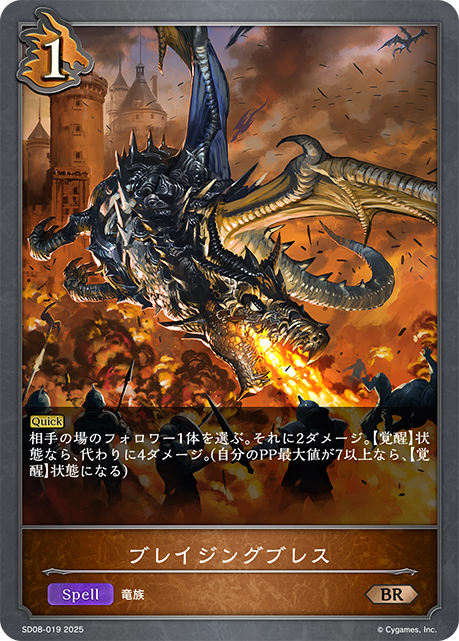 1
Quick
相手の場のフォロワー1体を選ぶ。それに2ダメージ。【覚醒】状
態なら、代わりに4ダメージ。(自分のPP最大値が7以上なら、【覚
醒】状態になる)
ブレイジングブレス
Spell 竜族 BR
SD08-019 2025 © Cygames, Inc.